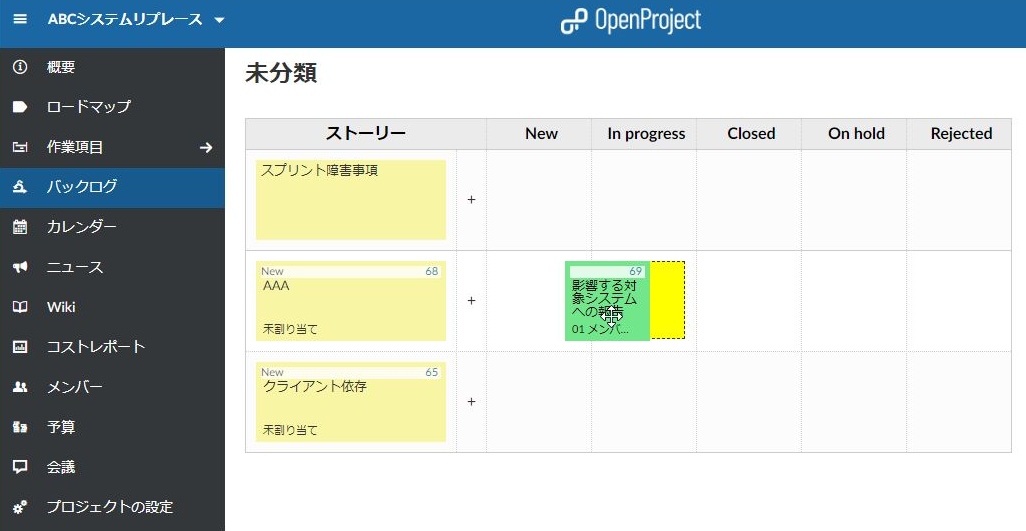 ABCシステムリプレース
OpenProject
概要
ロードマップ
作業項目
バックログ
カレンダー
ニュース
Wiki
コストレポート
メンバー
予算
会議
プロジェクトの設定
未分類
ストーリー New In progress Closed On hold Rejected
スプリント障害事項
+
New 68
AAA
未割り当て
+
69
影響する対
象システム
への報告
01 メンバ...
New 65
クライアント依存
未割り当て
+